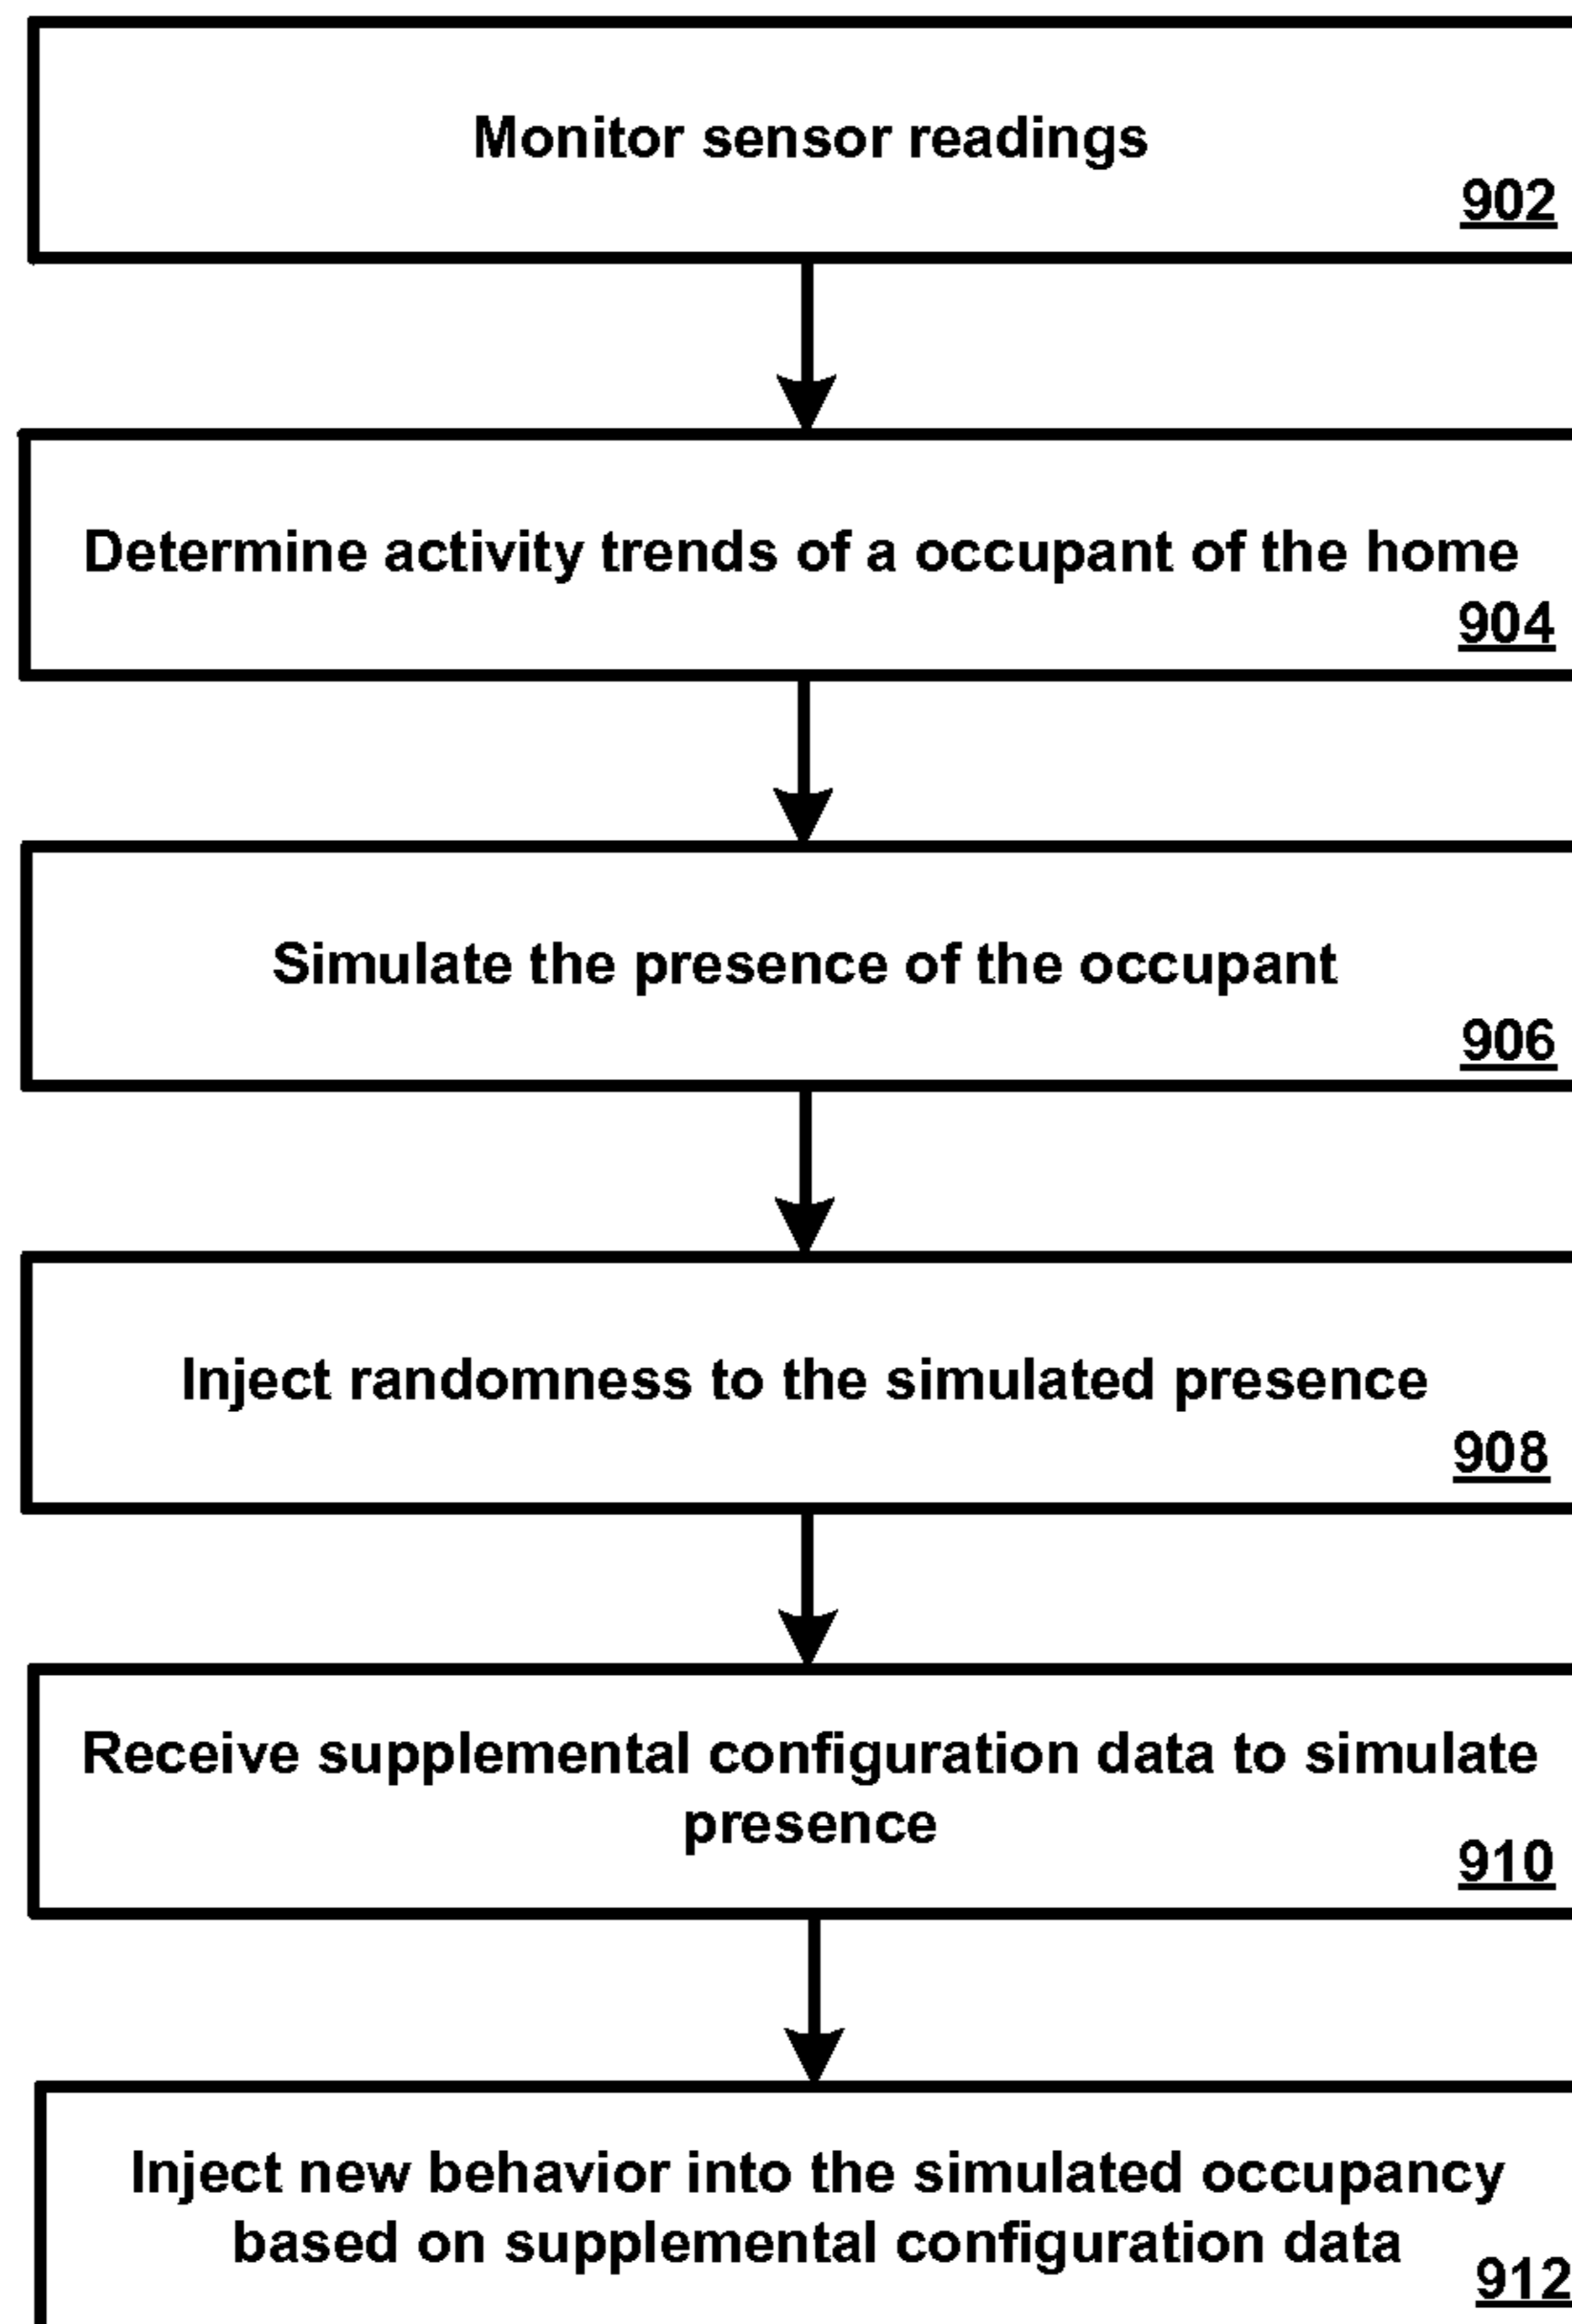 Monitor sensor readings
902
Determine activity trends of a occupant of the home
904
Simulate the presence of the occupant
906
Inject randomness to the simulated presence
908
Receive supplemental configuration data to simulate
presence
910
Inject new behavior into the simulated occupancy
based on supplemental configuration data
912